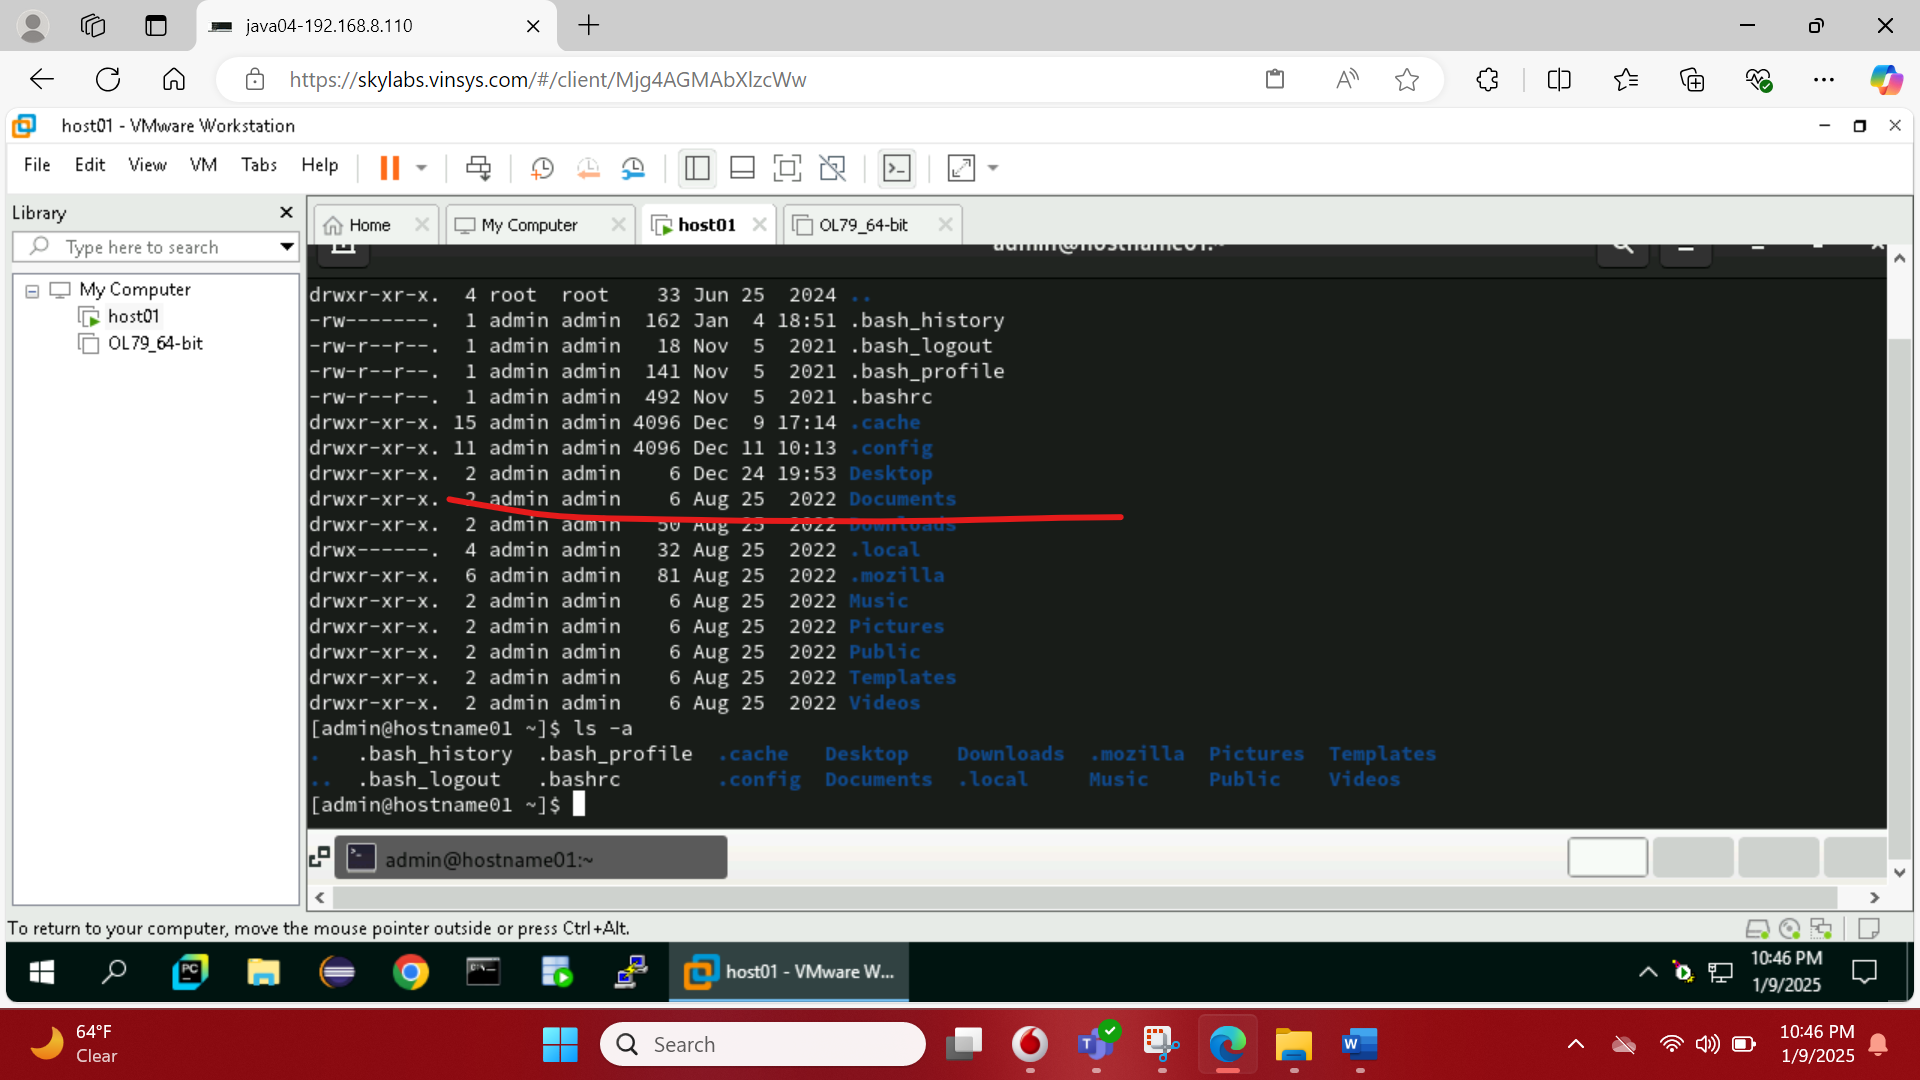 java04-192.168.8.110
https://skylabs.vinsys.com/#/client/Mjg4AGMAbXlzcWw
host01 - VMware Workstation
File Edit View VM Tabs Help
Library
Type here to search
My Computer
host01
OL79_64-bit
Home My Computer host01 OL79_64-bit
admin@hostname01:~
drwxr-xr-x. 4 root root 33 Jun 25 2024 ..
-rw-------. 1 admin admin 162 Jan 4 18:51 .bash_history
-rw-r--r--. 1 admin admin 18 Nov 5 2021 .bash_logout
-rw-r--r--. 1 admin admin 141 Nov 5 2021 .bash_profile
-rw-r--r--. 1 admin admin 492 Nov 5 2021 .bashrc
drwxr-xr-x. 15 admin admin 4096 Dec 9 17:14 .cache
drwxr-xr-x. 11 admin admin 4096 Dec 11 10:13 .config
drwxr-xr-x. 2 admin admin 6 Dec 24 19:53 Desktop
drwxr-xr-x. 2 admin admin 6 Aug 25 2022 Documents
drwxr-xr-x. 2 admin admin 50 Aug 25 2022 Downloads
drwx------. 4 admin admin 32 Aug 25 2022 .local
drwxr-xr-x. 6 admin admin 81 Aug 25 2022 .mozilla
drwxr-xr-x. 2 admin admin 6 Aug 25 2022 Music
drwxr-xr-x. 2 admin admin 6 Aug 25 2022 Pictures
drwxr-xr-x. 2 admin admin 6 Aug 25 2022 Public
drwxr-xr-x. 2 admin admin 6 Aug 25 2022 Templates
drwxr-xr-x. 2 admin admin 6 Aug 25 2022 Videos
[admin@hostname01 ~]$ ls -a
. .bash_history .bash_profile .cache Desktop Downloads .mozilla Pictures Templates
.. .bash_logout .bashrc .config Documents .local Music Public Videos
[admin@hostname01 ~]$
admin@hostname01:~
To return to your computer, move the mouse pointer outside or press Ctrl+Alt.
host01 - VMware W...
10:46 PM
1/9/2025
64°F
Clear
Search
10:46 PM
1/9/2025